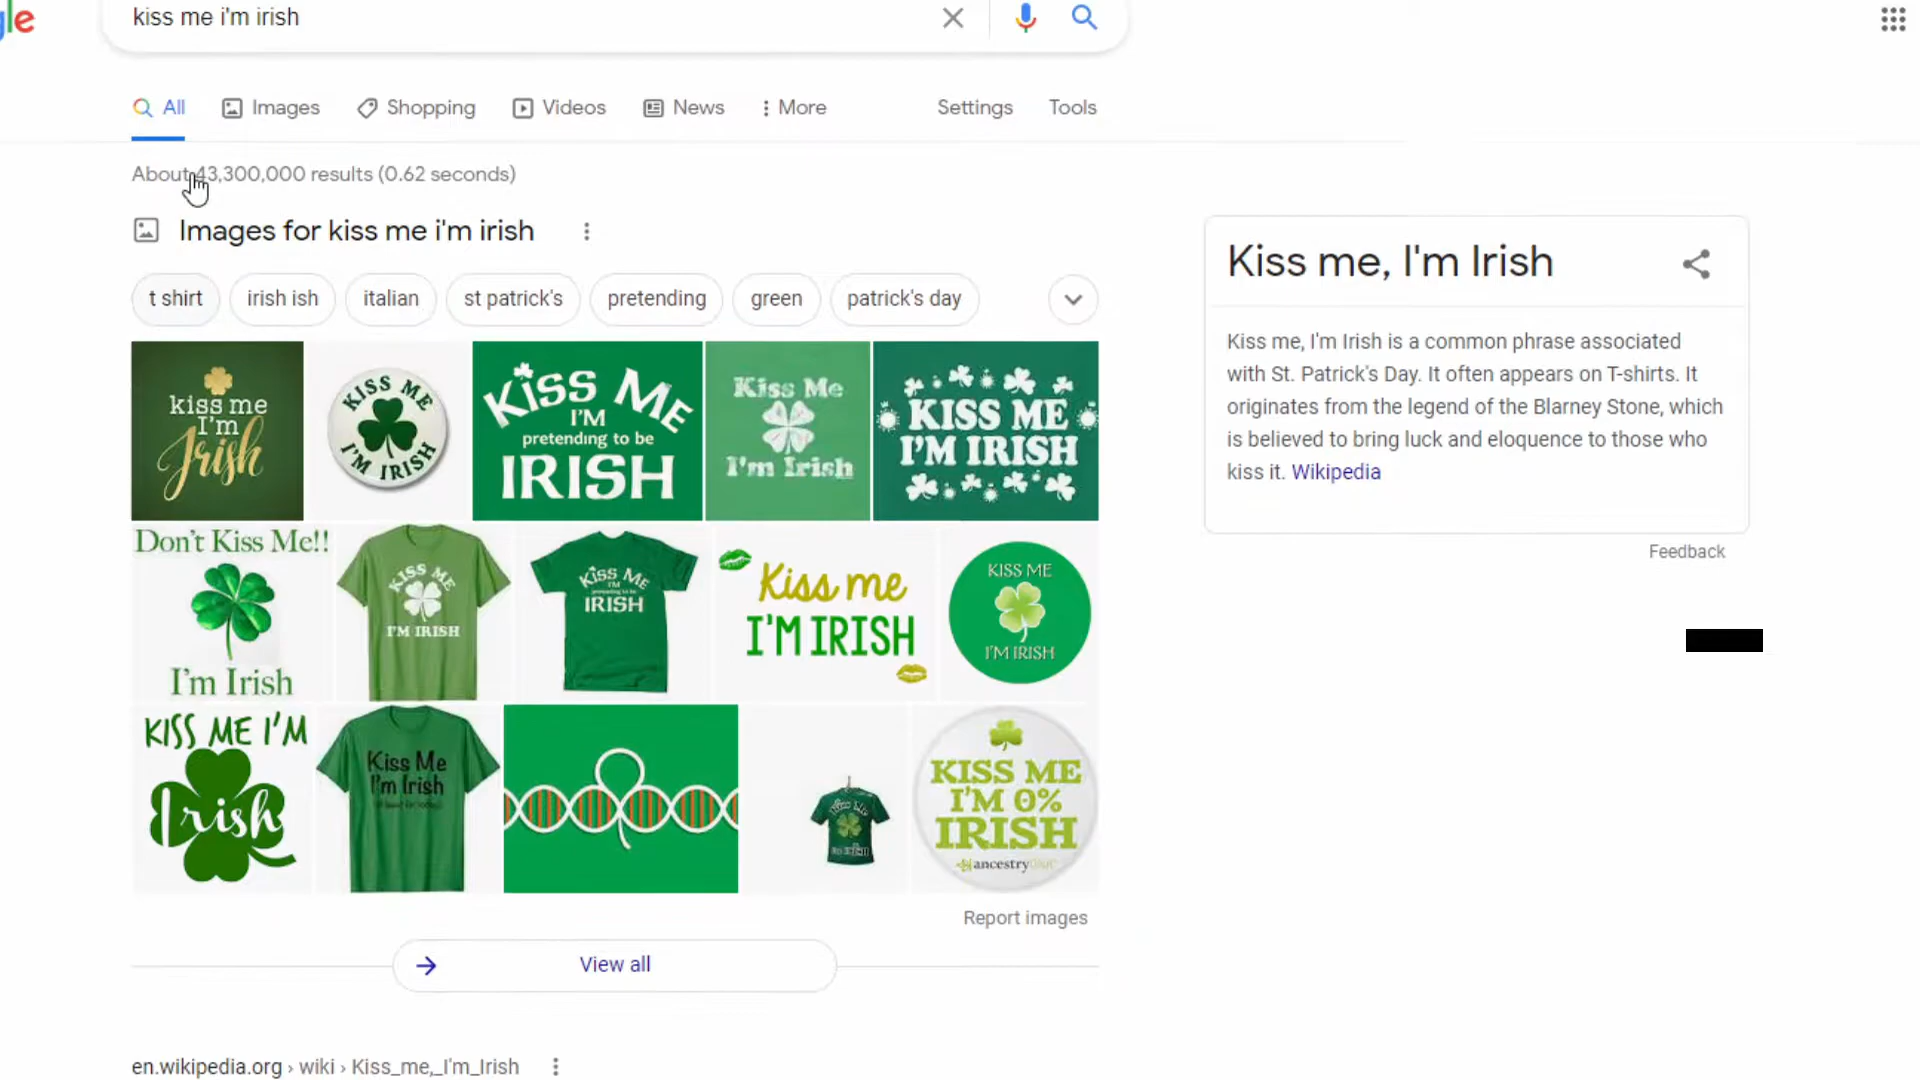 le
kiss me i'm irish
All
Images
Shopping
Videos
News
More
Settings
Tools
About 43,300,000 results (0.62 seconds)
Images for kiss me i'm irish
t shirt
irish ish
italian
st patrick's
pretending
green
patrick's day
kiss me
I'm
Irish
KISS ME
I'M IRISH
KISS ME
I'M
pretending to be
IRISH
Kiss Me
I'm Irish
KISS ME
I'M IRISH
Don't Kiss Me!!
I'm Irish
KISS ME
I'M IRISH
KISS ME
I'M
pretending to be
IRISH
Kiss me
I'M IRISH
KISS ME
I'M IRISH
KISS ME I'M
Irish
Kiss Me
I'm Irish
Kiss Me
KISS ME
I'M 0%
IRISH
ancestry
Report images
View all
Kiss me, I'm Irish
Kiss me, I'm Irish is a common phrase associated
with St. Patrick's Day. It often appears on T-shirts. It
originates from the legend of the Blarney Stone, which
is believed to bring luck and eloquence to those who
kiss it. Wikipedia
Feedback
en.wikipedia.org › wiki › Kiss_me,_I'm_Irish